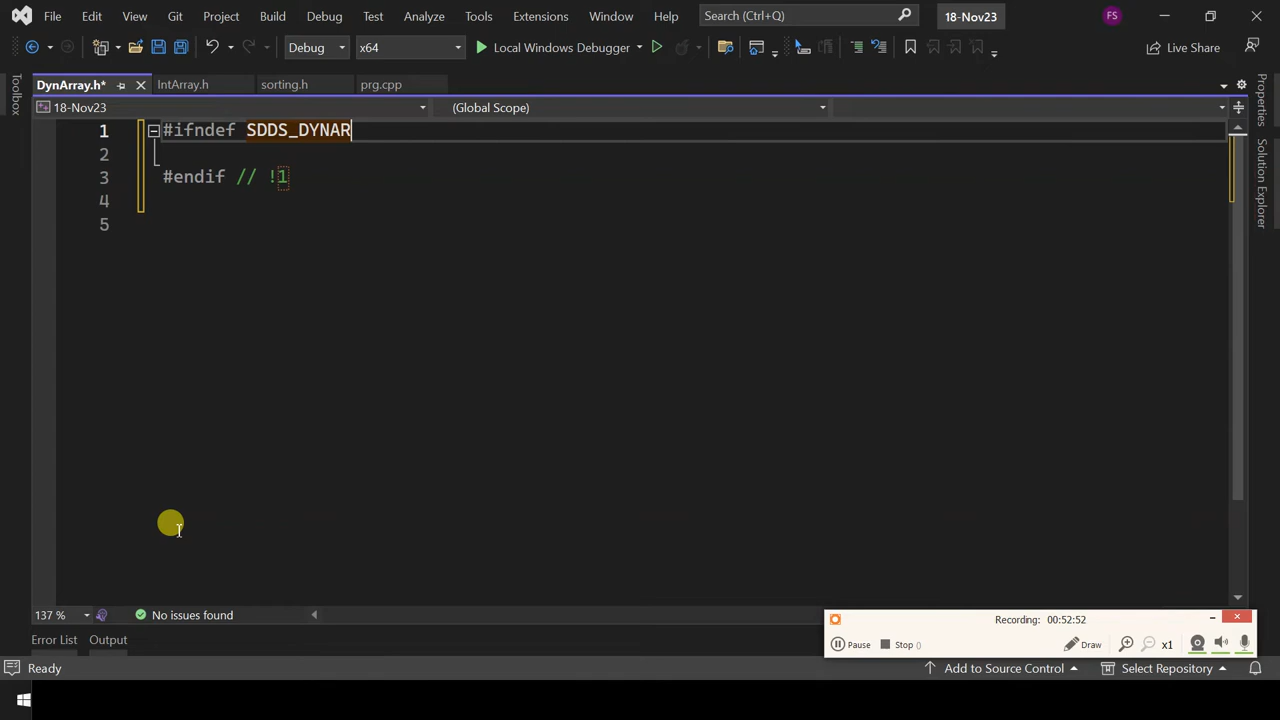 File Edit View Git Project Build Debug Test Analyze Tools Extensions Window Help Search (Ctrl+Q) 18-Nov23 FS
Debug x64 Local Windows Debugger Live Share
DynArray.h* IntArray.h sorting.h prg.cpp
18-Nov23 (Global Scope)
1 #ifndef SDDS_DYNAR
2
3 #endif // !1
4
5
Toolbox
Properties
Solution Explorer
137 % No issues found
Recording: 00:52:52
Pause Stop () Draw x1
Error List Output
Ready Add to Source Control Select Repository